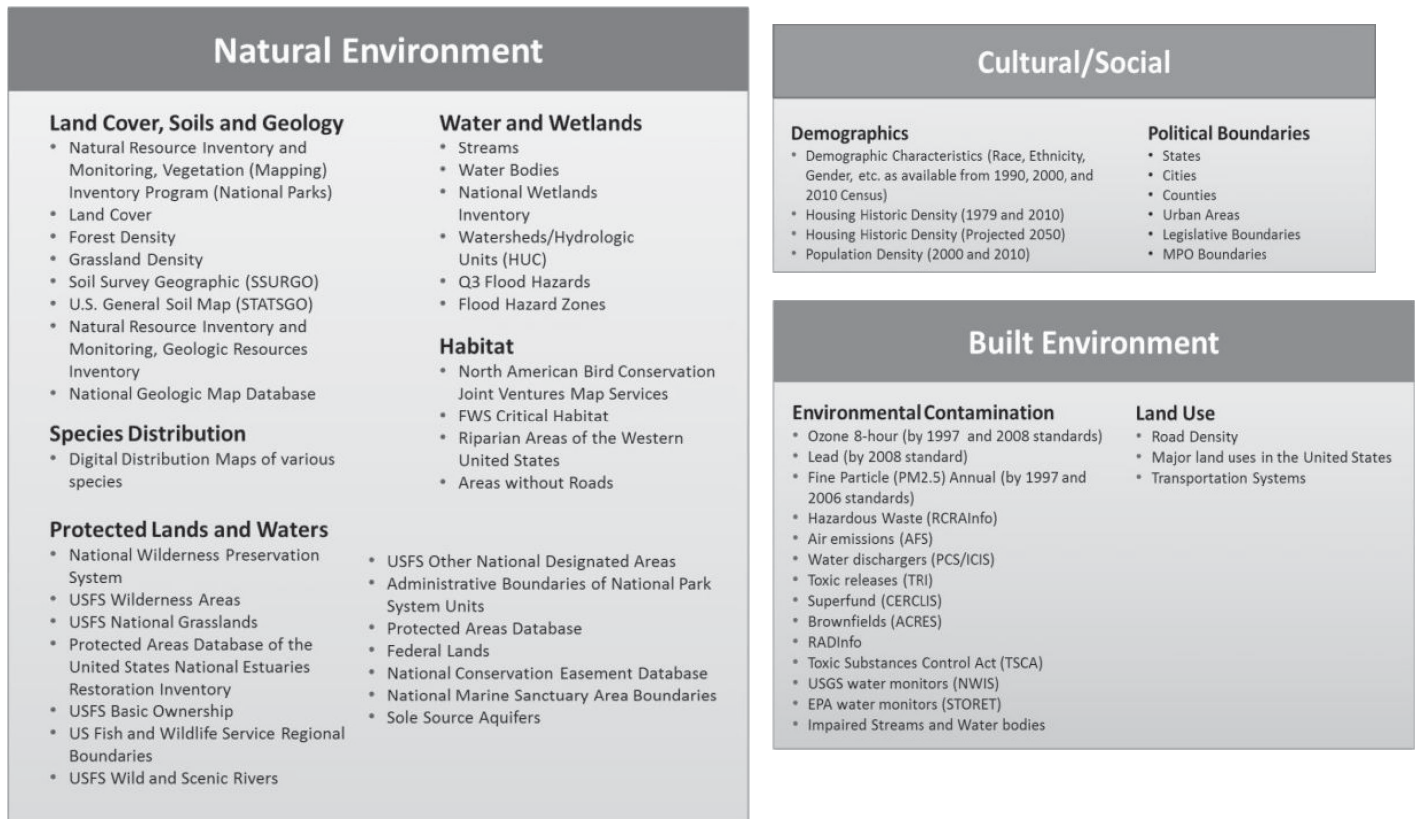 Natural Environment
Land Cover, Soils and Geology
• Natural Resource Inventory and
Monitoring, Vegetation (Mapping)
Inventory Program (National Parks)
• Land Cover
• Forest Density
• Grassland Density
• Soil Survey Geographic (SSURGO)
• U.S. General Soil Map (STATSGO)
• Natural Resource Inventory and
Monitoring, Geologic Resources
Inventory
• National Geologic Map Database
Species Distribution
• Digital Distribution Maps of various
species
Water and Wetlands
• Streams
• Water Bodies
• National Wetlands
Inventory
• Watersheds/Hydrologic
Units (HUC)
• Q3 Flood Hazards
• Flood Hazard Zones
Habitat
• North American Bird Conservation
Joint Ventures Map Services
• FWS Critical Habitat
• Riparian Areas of the Western
United States
• Areas without Roads
Protected Lands and Waters
• National Wilderness Preservation
System
• USFS Wilderness Areas
• USFS National Grasslands
• Protected Areas Database of the
United States National Estuaries
Restoration Inventory
• USFS Basic Ownership
• US Fish and Wildlife Service Regional
Boundaries
• USFS Wild and Scenic Rivers
• USFS Other National Designated Areas
• Administrative Boundaries of National Park
System Units
• Protected Areas Database
• Federal Lands
• National Conservation Easement Database
• National Marine Sanctuary Area Boundaries
• Sole Source Aquifers
Cultural/Social
Demographics
• Demographic Characteristics (Race, Ethnicity,
Gender, etc. as available from 1990, 2000, and
2010 Census)
• Housing Historic Density (1979 and 2010)
• Housing Historic Density (Projected 2050)
• Population Density (2000 and 2010)
Political Boundaries
• States
• Cities
• Counties
• Urban Areas
• Legislative Boundaries
• MPO Boundaries
Built Environment
Environmental Contamination
• Ozone 8-hour (by 1997 and 2008 standards)
• Lead (by 2008 standard)
• Fine Particle (PM2.5) Annual (by 1997 and
2006 standards)
• Hazardous Waste (RCRAInfo)
• Air emissions (AFS)
• Water dischargers (PCS/ICIS)
• Toxic releases (TRI)
• Superfund (CERCLIS)
• Brownfields (ACRES)
• RADInfo
• Toxic Substances Control Act (TSCA)
• USGS water monitors (NWIS)
• EPA water monitors (STORET)
• Impaired Streams and Water bodies
Land Use
• Road Density
• Major land uses in the United States
• Transportation Systems